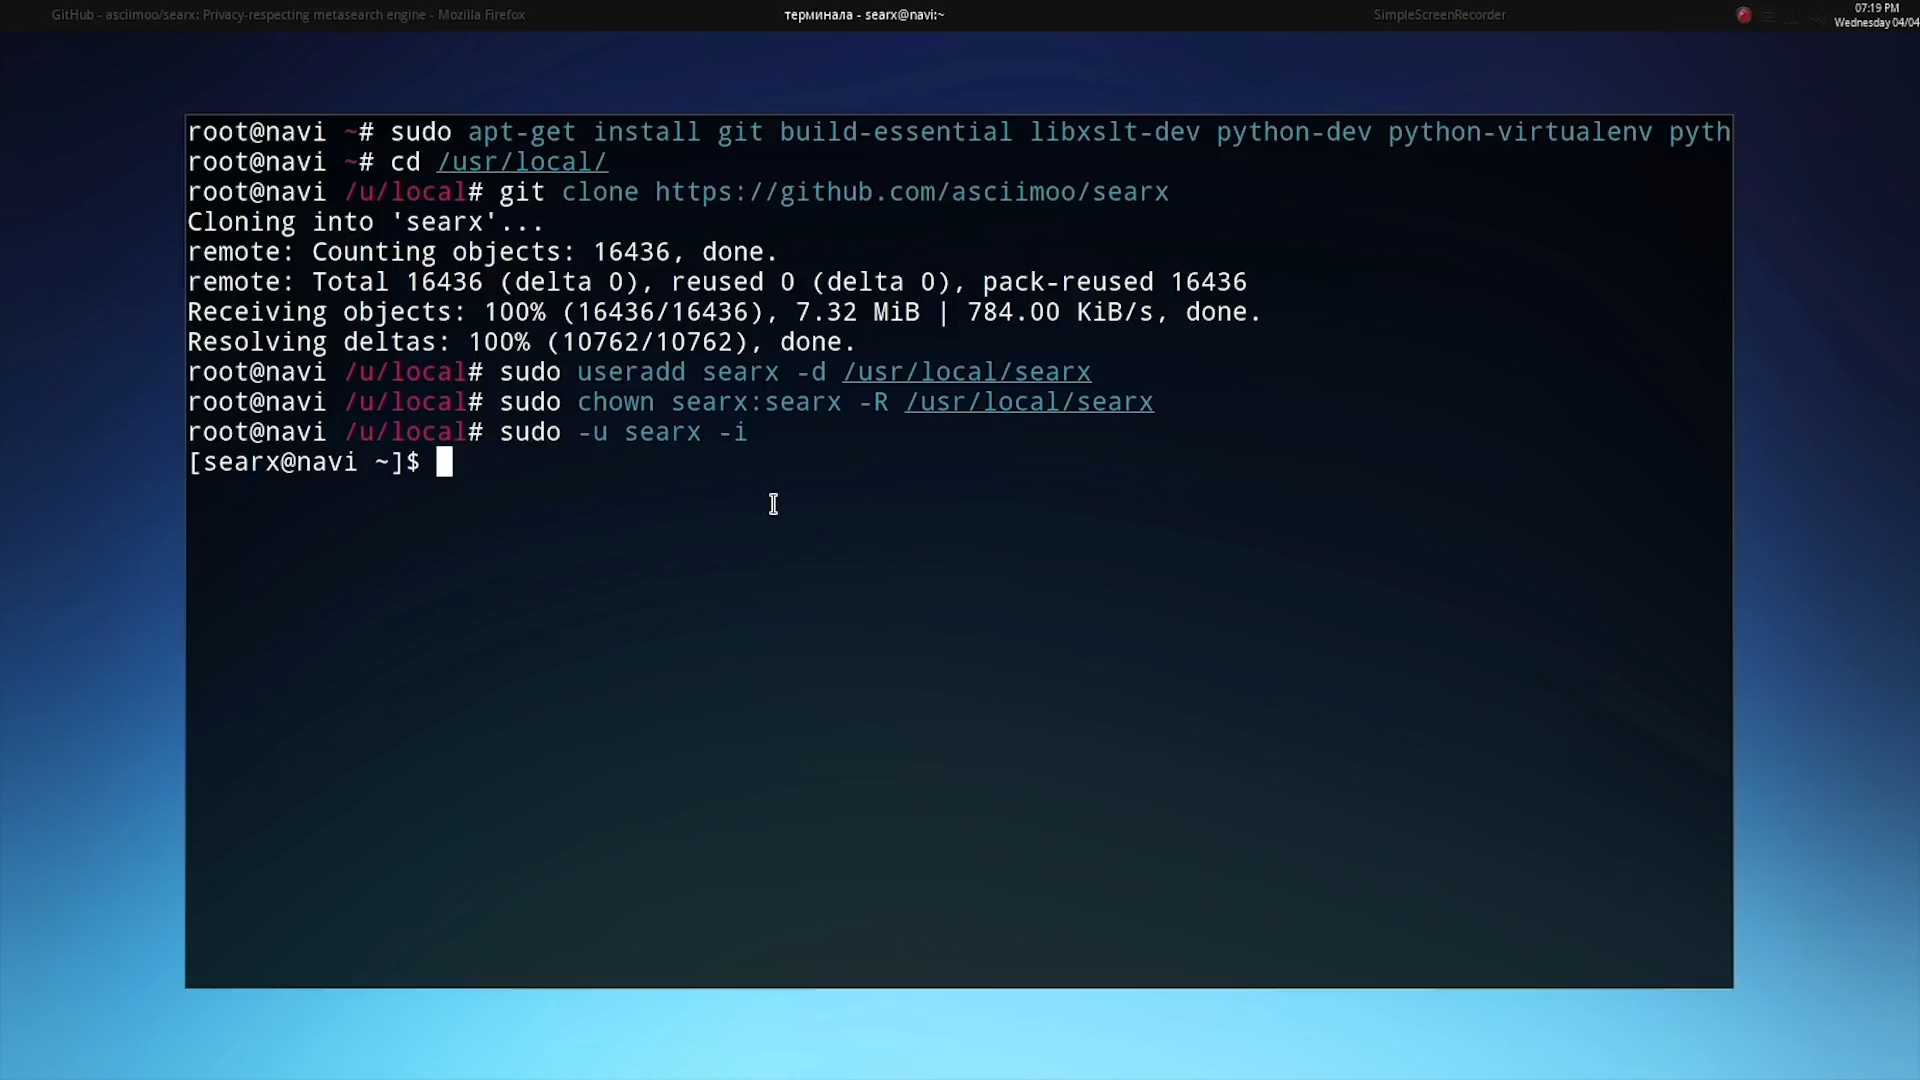 GitHub - asciimoo/searx: Privacy-respecting metasearch engine - Mozilla Firefox
терминала - searx@navi:~
SimpleScreenRecorder
07:19 PM
Wednesday 04/04
root@navi ~# sudo apt-get install git build-essential libxslt-dev python-dev python-virtualenv pyth
root@navi ~# cd /usr/local/
root@navi /u/local# git clone https://github.com/asciimoo/searx
Cloning into 'searx'...
remote: Counting objects: 16436, done.
remote: Total 16436 (delta 0), reused 0 (delta 0), pack-reused 16436
Receiving objects: 100% (16436/16436), 7.32 MiB | 784.00 KiB/s, done.
Resolving deltas: 100% (10762/10762), done.
root@navi /u/local# sudo useradd searx -d /usr/local/searx
root@navi /u/local# sudo chown searx:searx -R /usr/local/searx
root@navi /u/local# sudo -u searx -i
[searx@navi ~]$